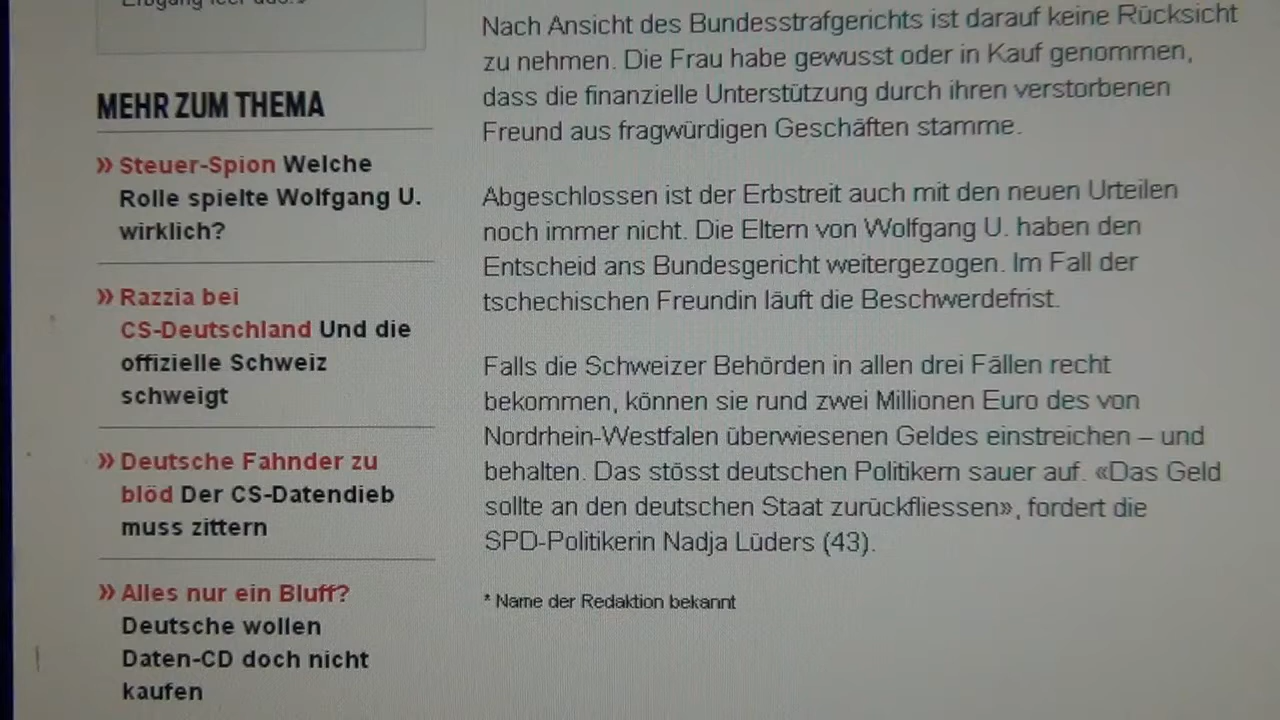 MEHR ZUM THEMA
» Steuer-Spion Welche
Rolle spielte Wolfgang U.
wirklich?
» Razzia bei
CS-Deutschland Und die
offizielle Schweiz
schweigt
» Deutsche Fahnder zu
blöd Der CS-Datendieb
muss zittern
» Alles nur ein Bluff?
Deutsche wollen
Daten-CD doch nicht
kaufen
Nach Ansicht des Bundesstrafgerichts ist darauf keine Rücksicht
zu nehmen. Die Frau habe gewusst oder in Kauf genommen,
dass die finanzielle Unterstützung durch ihren verstorbenen
Freund aus fragwürdigen Geschäften stamme.
Abgeschlossen ist der Erbstreit auch mit den neuen Urteilen
noch immer nicht. Die Eltern von Wolfgang U. haben den
Entscheid ans Bundesgericht weitergezogen. Im Fall der
tschechischen Freundin läuft die Beschwerdefrist.
Falls die Schweizer Behörden in allen drei Fällen recht
bekommen, können sie rund zwei Millionen Euro des von
Nordrhein-Westfalen überwiesenen Geldes einstreichen – und
behalten. Das stösst deutschen Politikern sauer auf. «Das Geld
sollte an den deutschen Staat zurückfliessen», fordert die
SPD-Politikerin Nadja Lüders (43).
* Name der Redaktion bekannt